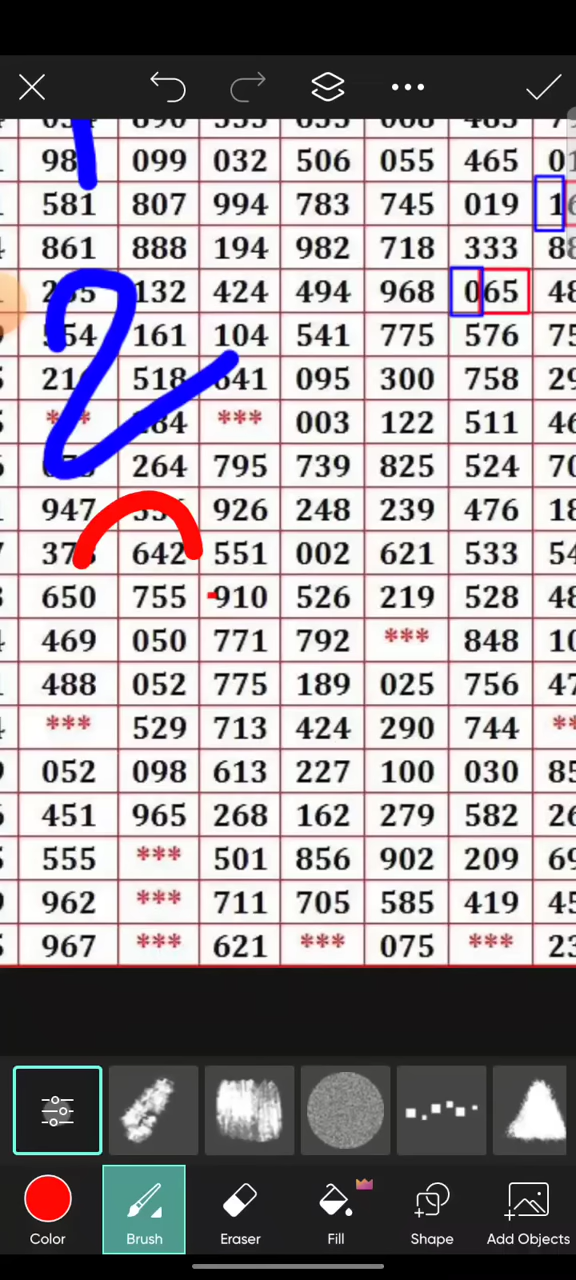 099 032 506 055 465
581 807 994 783 745 019
861 888 194 982 718 333
132 424 494 968 065
161 104 541 775 576
518 641 095 300 758
*** 003 122 511
264 795 739 825 524
947 926 248 239 476
642 551 002 621 533
650 755 910 526 219 528
469 050 771 792 *** 848
488 052 775 189 025 756
*** 529 713 424 290 744
052 098 613 227 100 030
451 965 268 162 279 582
555 *** 501 856 902 209
962 *** 711 705 585 419
967 *** 621 *** 075 ***
2
Color Brush Eraser Fill Shape Add Objects